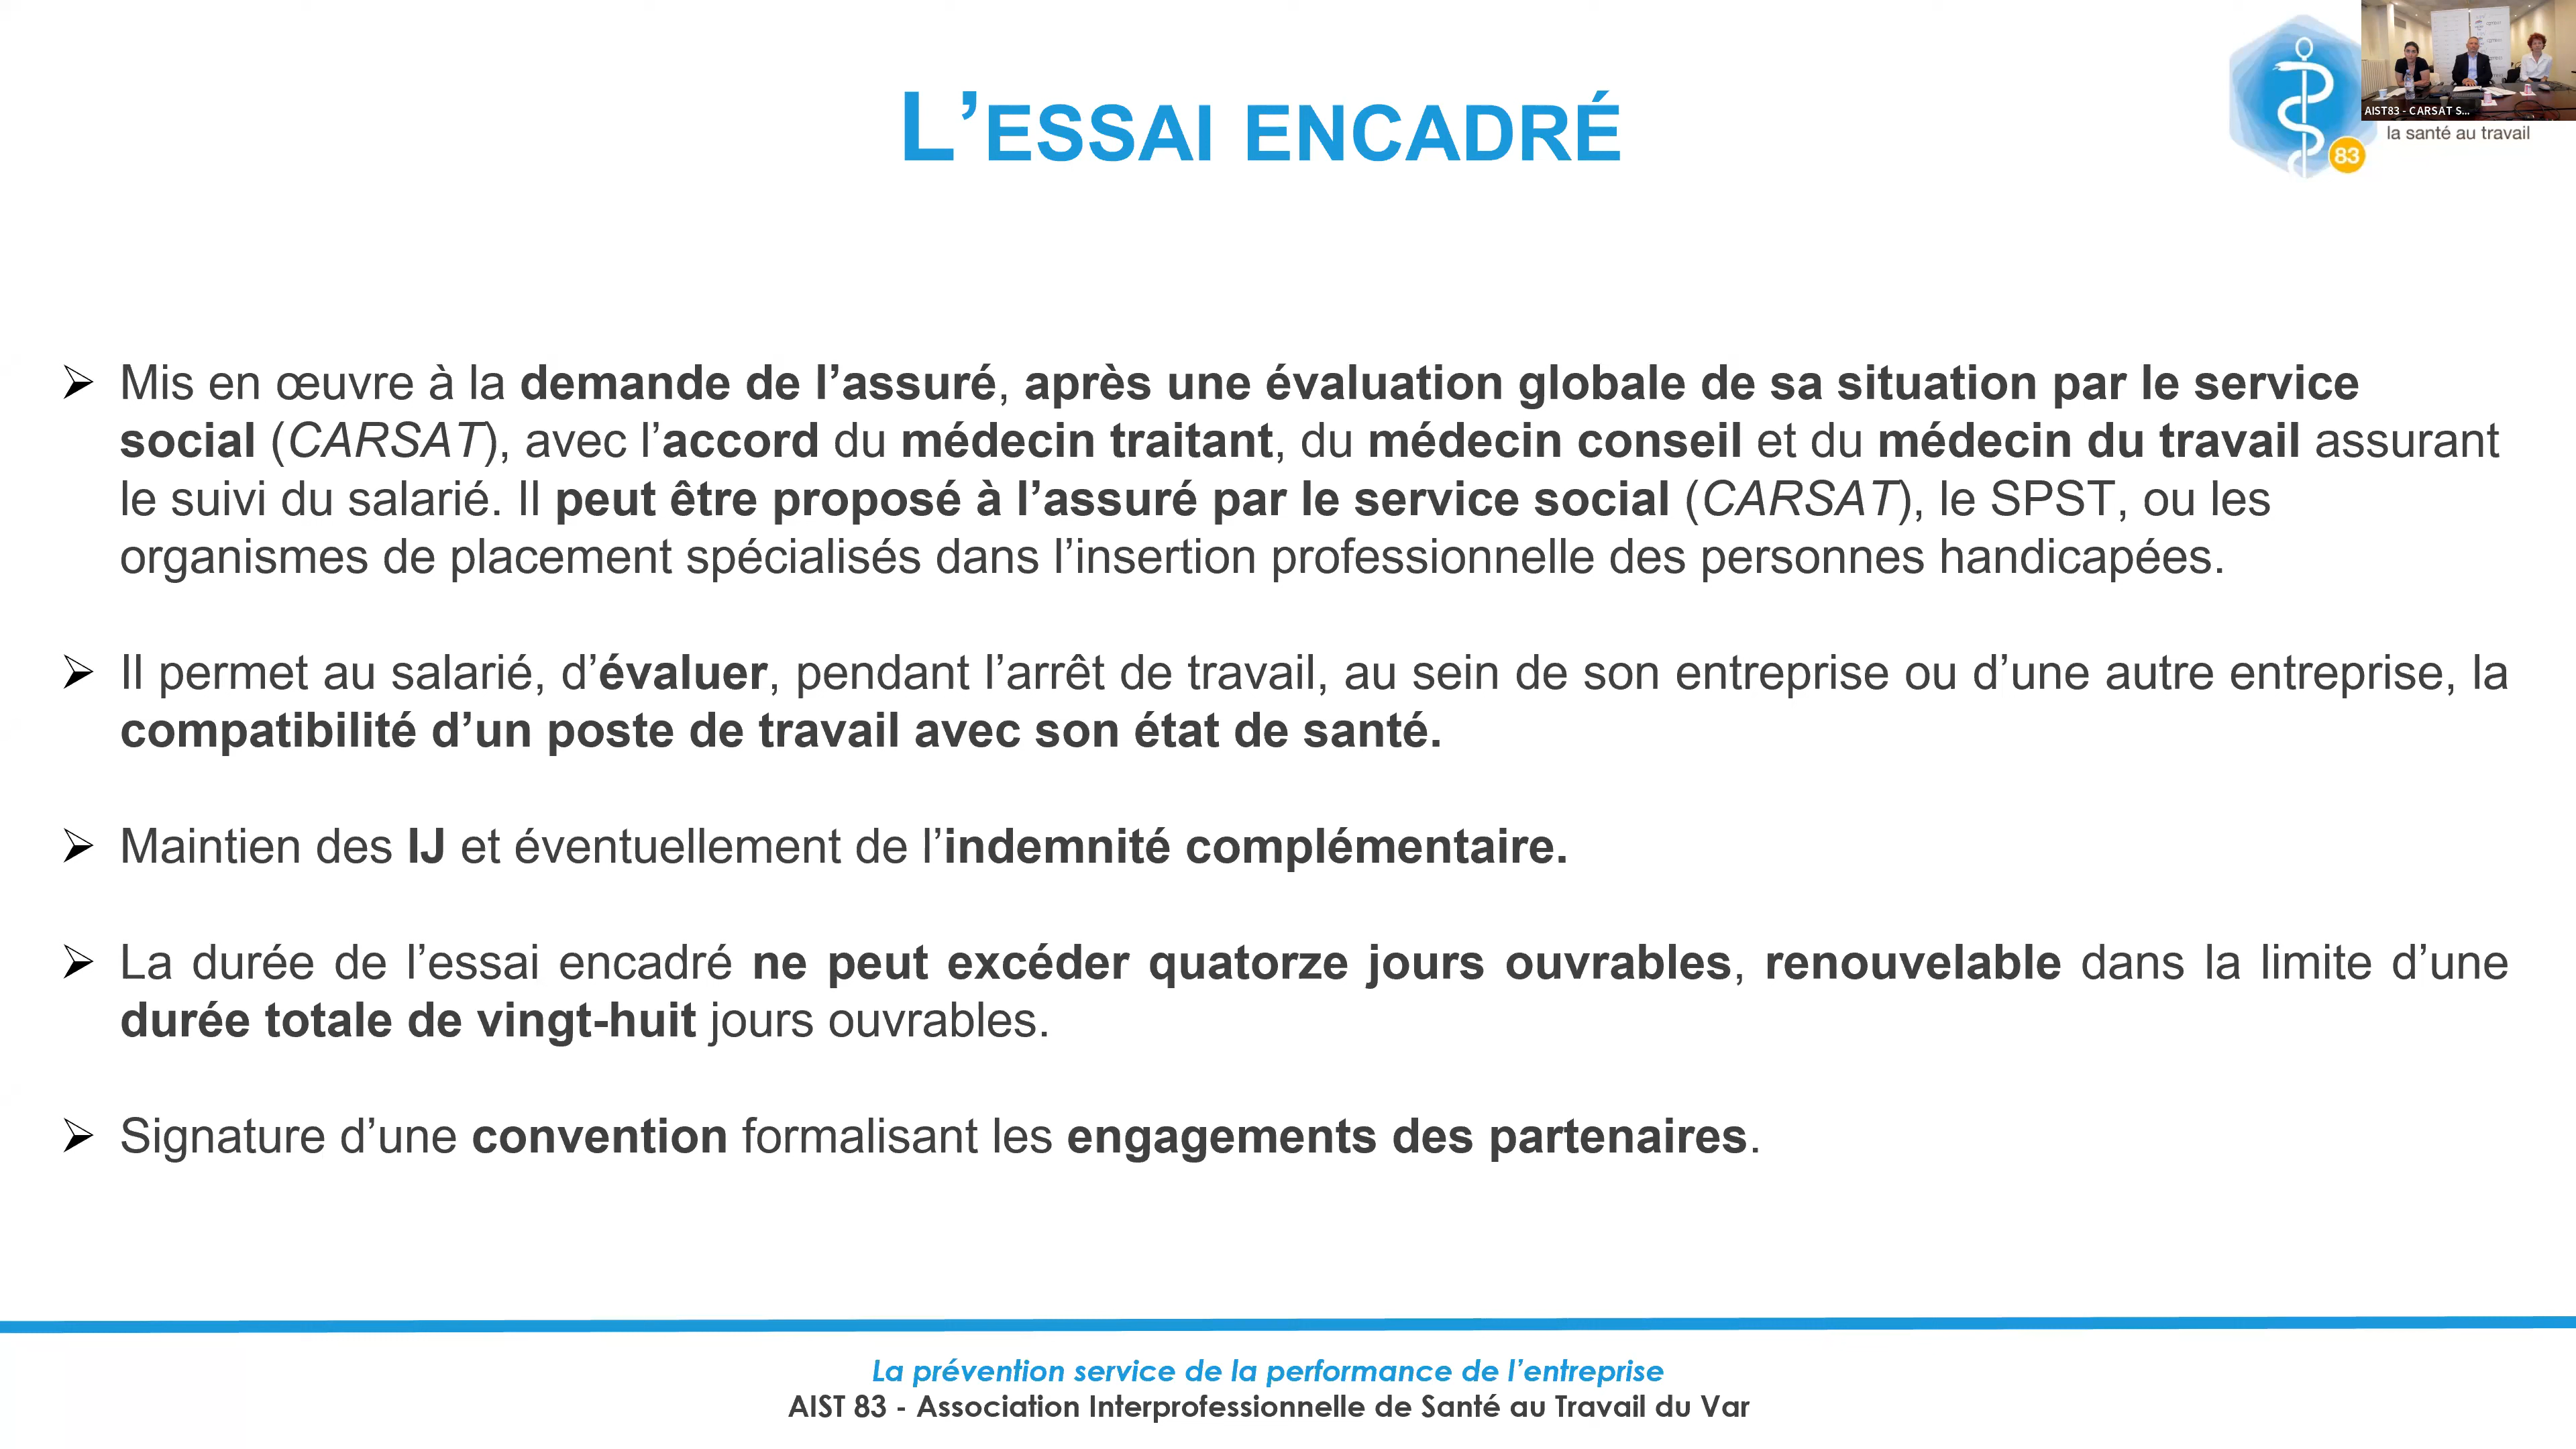 L’ESSAI ENCADRÉ
AIST83 - CARSAT S...
la santé au travail
83
➢ Mis en œuvre à la demande de l’assuré, après une évaluation globale de sa situation par le service
social (CARSAT), avec l’accord du médecin traitant, du médecin conseil et du médecin du travail assurant
le suivi du salarié. Il peut être proposé à l’assuré par le service social (CARSAT), le SPST, ou les
organismes de placement spécialisés dans l’insertion professionnelle des personnes handicapées.
➢ Il permet au salarié, d’évaluer, pendant l’arrêt de travail, au sein de son entreprise ou d’une autre entreprise, la
compatibilité d’un poste de travail avec son état de santé.
➢ Maintien des IJ et éventuellement de l’indemnité complémentaire.
➢ La durée de l’essai encadré ne peut excéder quatorze jours ouvrables, renouvelable dans la limite d’une
durée totale de vingt-huit jours ouvrables.
➢ Signature d’une convention formalisant les engagements des partenaires.
La prévention service de la performance de l’entreprise
AIST 83 - Association Interprofessionnelle de Santé au Travail du Var